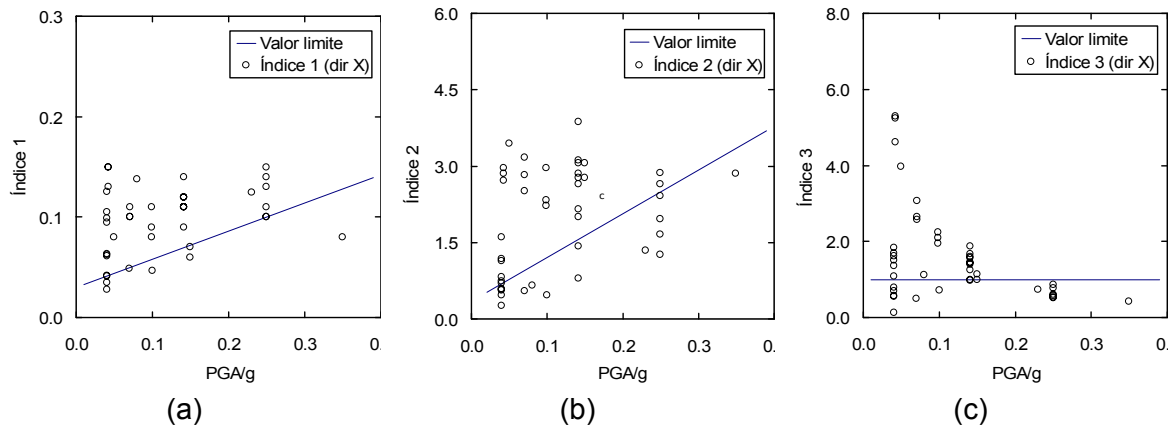 0.3
0.2
0.1
0.0
0.0 0.1 0.2 0.3 0.
Índice 1
PGA/g
Valor limite
Índice 1 (dir X)
(a)
6.0
4.5
3.0
1.5
0.0
0.0 0.1 0.2 0.3 0.
Índice 2
PGA/g
Valor limite
Índice 2 (dir X)
c
(b)
8.0
6.0
4.0
2.0
0.0
0.0 0.1 0.2 0.3 0.
Índice 3
PGA/g
Valor limite
Índice 3 (dir X)
(c)